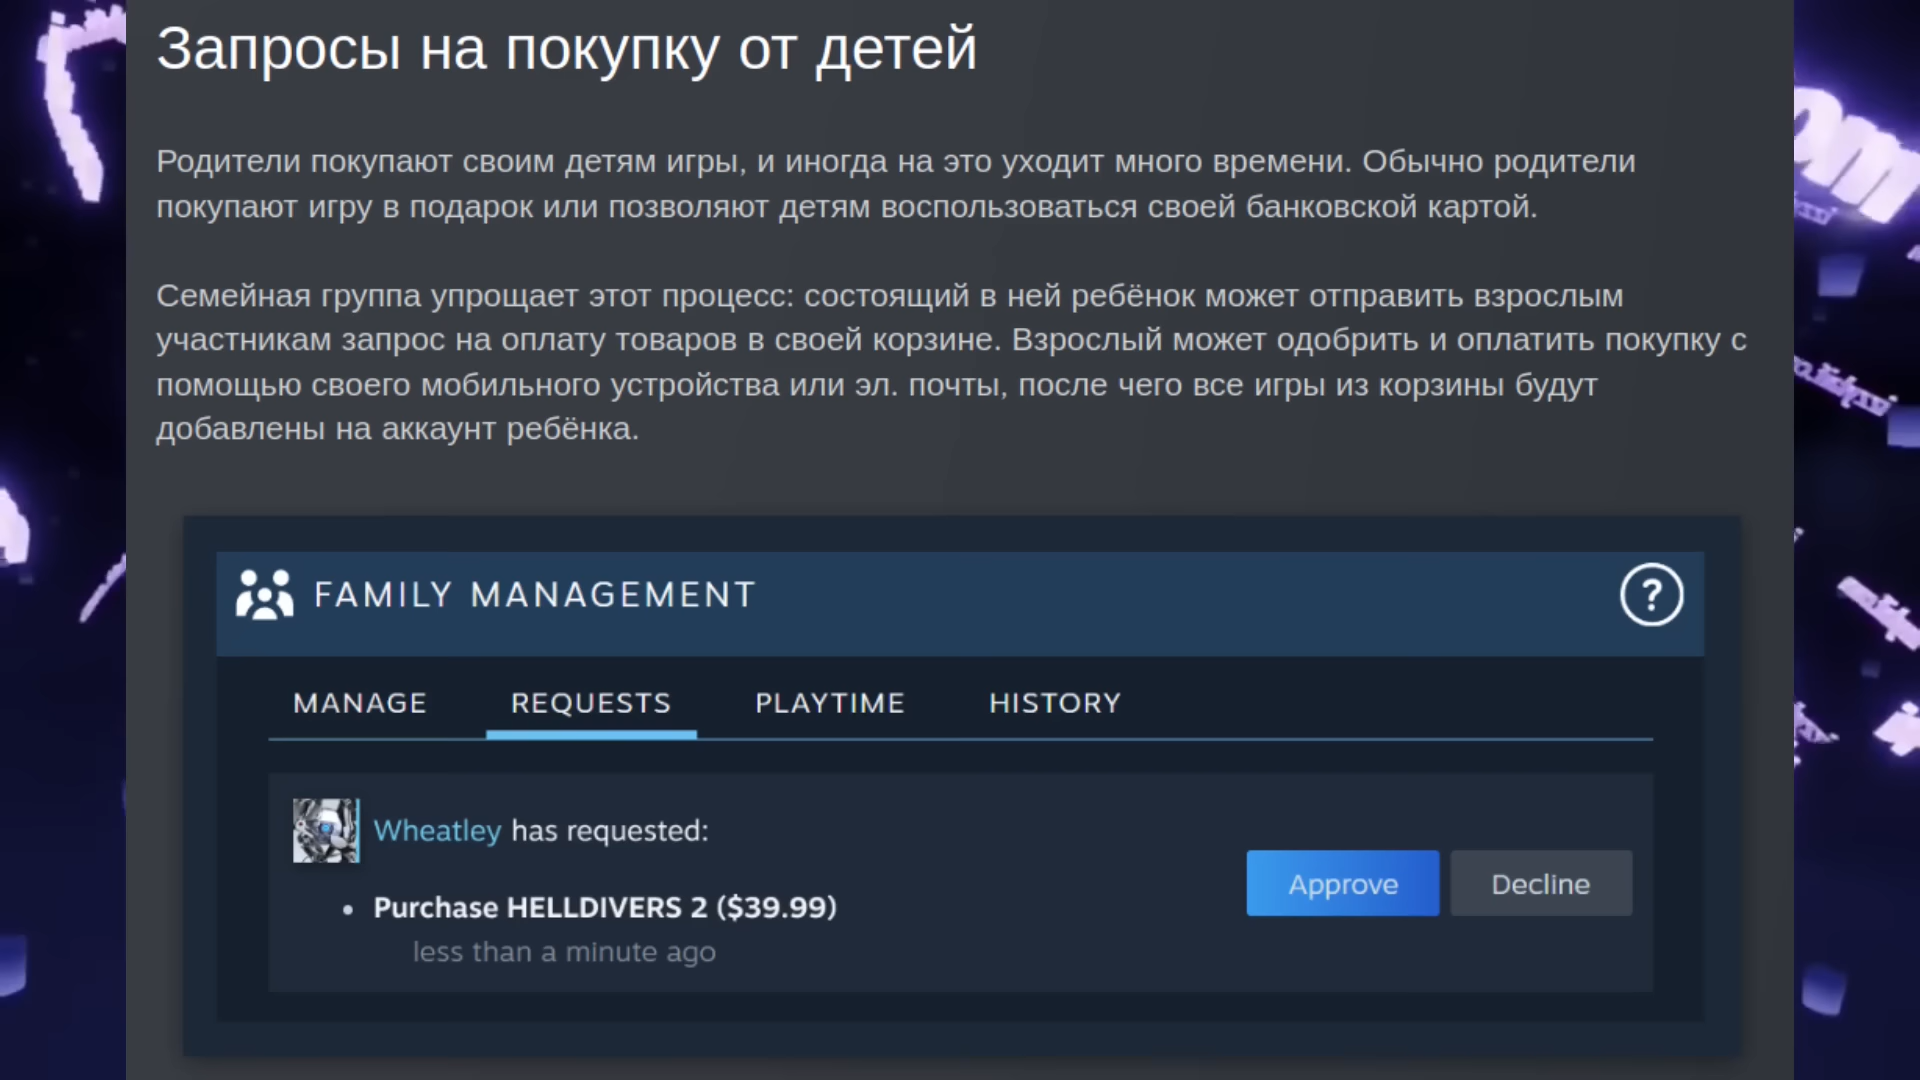 Запросы на покупку от детей
Родители покупают своим детям игры, и иногда на это уходит много времени. Обычно родители
покупают игру в подарок или позволяют детям воспользоваться своей банковской картой.
Семейная группа упрощает этот процесс: состоящий в ней ребёнок может отправить взрослым
участникам запрос на оплату товаров в своей корзине. Взрослый может одобрить и оплатить покупку с
помощью своего мобильного устройства или эл. почты, после чего все игры из корзины будут
добавлены на аккаунт ребёнка.
FAMILY MANAGEMENT
?
MANAGE REQUESTS PLAYTIME HISTORY
Wheatley has requested:
• Purchase HELLDIVERS 2 ($39.99)
less than a minute ago
Approve Decline